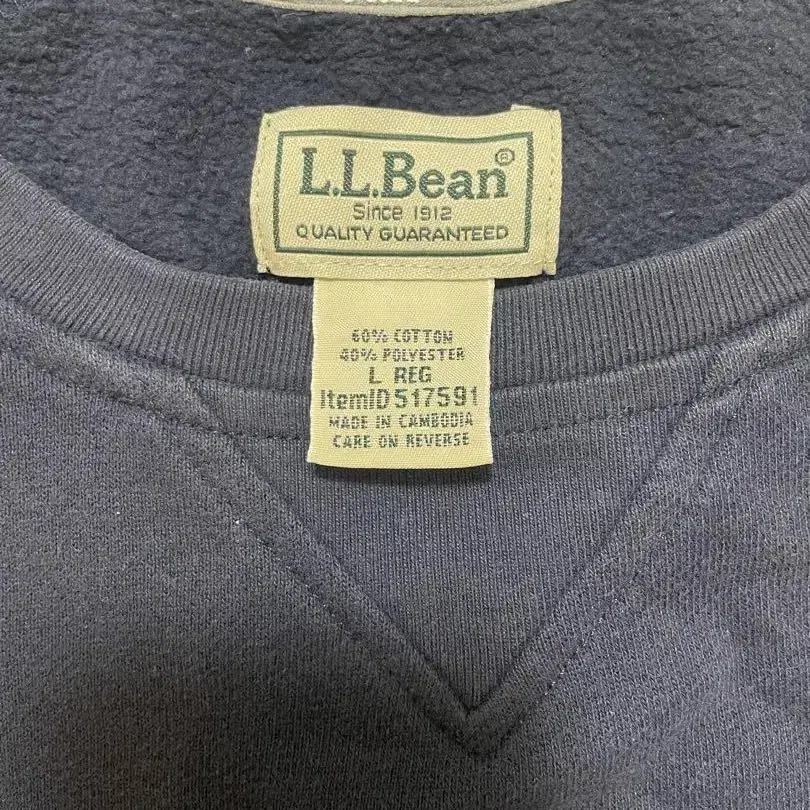 L.L.Bean®
Since 1912
QUALITY GUARANTEED
60% COTTON
40% POLYESTER
L REG
ItemID 517591
MADE IN CAMBODIA
CARE ON REVERSE